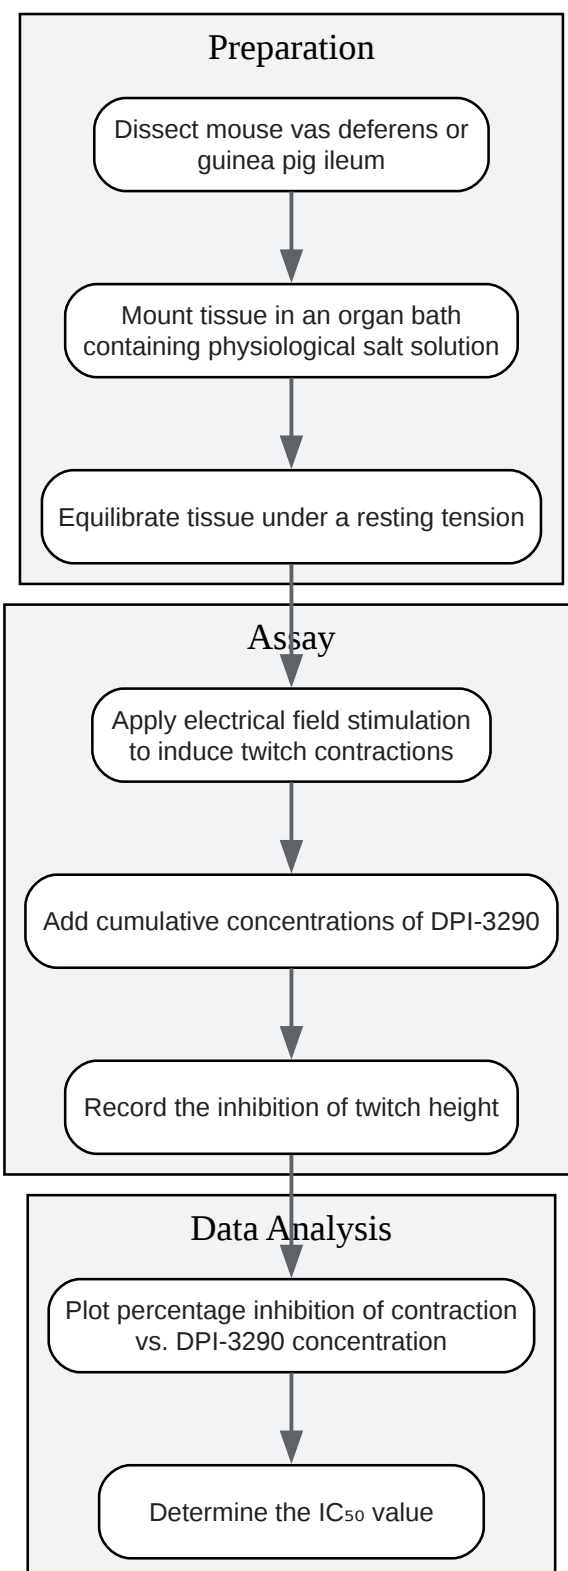 Preparation
Dissect mouse vas deferens or
guinea pig ileum
Mount tissue in an organ bath
containing physiological salt solution
Equilibrate tissue under a resting tension
Assay
Apply electrical field stimulation
to induce twitch contractions
Add cumulative concentrations of DPI-3290
Record the inhibition of twitch height
Data Analysis
Plot percentage inhibition of contraction
vs. DPI-3290 concentration
Determine the IC₅₀ value